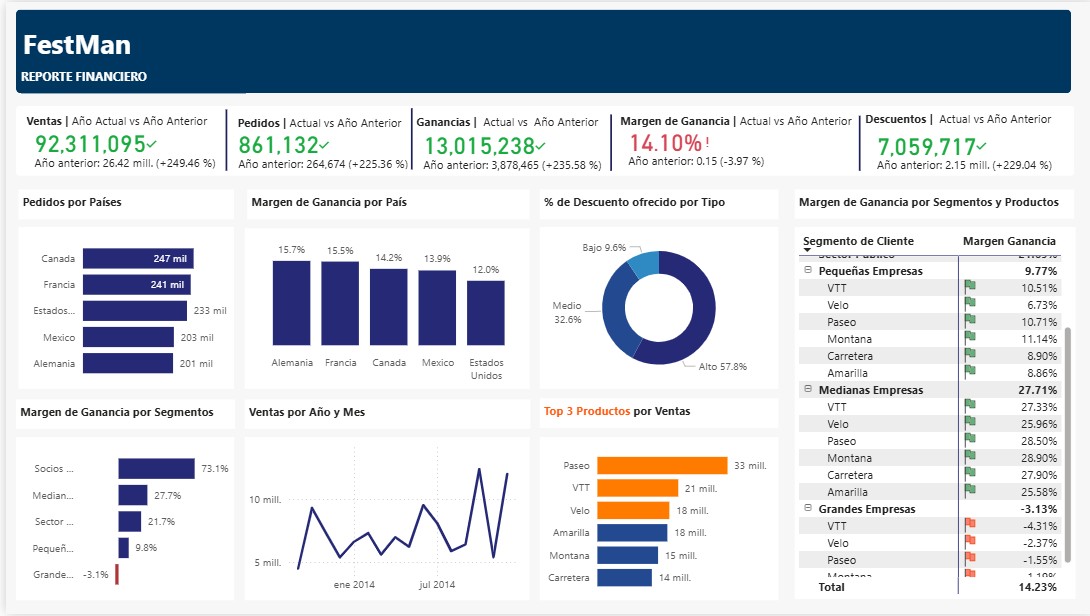 FestMan
REPORTE FINANCIERO
Ventas | Año Actual vs Año Anterior
92,311,095
Año anterior: 26.42 mill. (+249.46 %)
Pedidos | Actual vs Año Anterior
861,132
Año anterior: 264,674 (+225.36 %)
Ganancias | Actual vs Año Anterior
13,015,238
Año anterior: 3,878,465 (+235.58 %)
Margen de Ganancia | Actual vs Año Anterior
14.10%!
Año anterior: 0.15 (-3.97 %)
Descuentos | Actual vs Año Anterior
7,059,717
Año anterior: 2.15 mill. (+229.04 %)
Pedidos por Países
Canada 247 mil
Francia 241 mil
Estados... 233 mil
Mexico 203 mil
Alemania 201 mil
Margen de Ganancia por País
15.7% 15.5% 14.2% 13.9% 12.0%
Alemania Francia Canada Mexico Estados
Unidos
% de Descuento ofrecido por Tipo
Bajo 9.6%
Medio
32.6%
Alto 57.8%
Margen de Ganancia por Segmentos y Productos
Segmento de Cliente Margen Ganancia
Sector Público
Pequeñas Empresas 9.77%
VTT 10.51%
Velo 6.73%
Paseo 10.71%
Montana 11.14%
Carretera 8.90%
Amarilla 8.86%
Medianas Empresas 27.71%
VTT 27.33%
Velo 25.96%
Paseo 28.50%
Montana 28.90%
Carretera 27.90%
Amarilla 25.58%
Grandes Empresas -3.13%
VTT -4.31%
Velo -2.37%
Paseo -1.55%
Montana
Total 14.23%
Margen de Ganancia por Segmentos
Socios ... 73.1%
Median... 27.7%
Sector ... 21.7%
Pequeñ... 9.8%
Grande... -3.1%
Ventas por Año y Mes
10 mill.
5 mill.
ene 2014 jul 2014
Top 3 Productos por Ventas
Paseo 33 mill.
VTT 21 mill.
Velo 18 mill.
Amarilla 18 mill.
Montana 15 mill.
Carretera 14 mill.